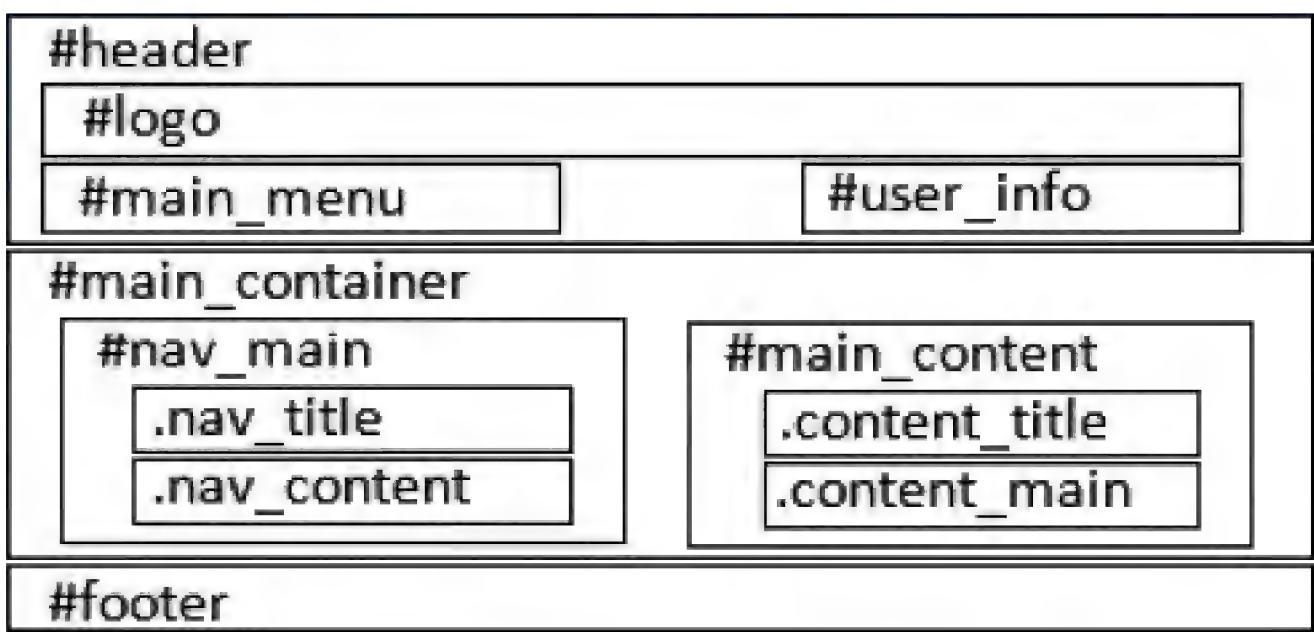 #header
#logo
#main_menu
#user_info
#main_container
#nav_main
.nav_title
.nav_content
#main_content
.content_title
.content_main
#footer